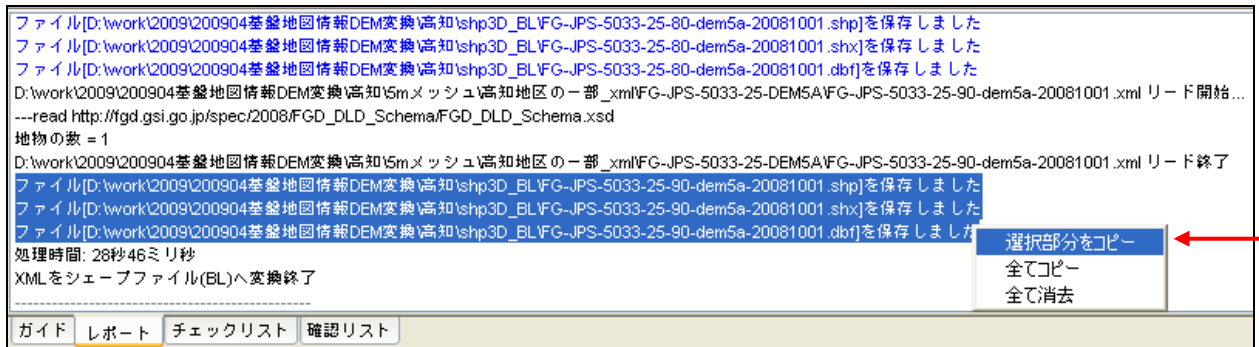 ファイル[D:\work\2009\200904基盤地図情報DEM変換\高知\shp3D_BL\FG-JPS-5033-25-80-dem5a-20081001.shp]を保存しました
ファイル[D:\work\2009\200904基盤地図情報DEM変換\高知\shp3D_BL\FG-JPS-5033-25-80-dem5a-20081001.shx]を保存しました
ファイル[D:\work\2009\200904基盤地図情報DEM変換\高知\shp3D_BL\FG-JPS-5033-25-80-dem5a-20081001.dbf]を保存しました
D:\work\2009\200904基盤地図情報DEM変換\高知\5mメッシュ\高知地区の一部_xml\FG-JPS-5033-25-DEM5A\FG-JPS-5033-25-90-dem5a-20081001.xml リード開始...
---read http://fgd.gsi.go.jp/spec/2008/FGD_DLD_Schema/FGD_DLD_Schema.xsd
地物の数 = 1
D:\work\2009\200904基盤地図情報DEM変換\高知\5mメッシュ\高知地区の一部_xml\FG-JPS-5033-25-DEM5A\FG-JPS-5033-25-90-dem5a-20081001.xml リード終了
ファイル[D:\work\2009\200904基盤地図情報DEM変換\高知\shp3D_BL\FG-JPS-5033-25-90-dem5a-20081001.shp]を保存しました
ファイル[D:\work\2009\200904基盤地図情報DEM変換\高知\shp3D_BL\FG-JPS-5033-25-90-dem5a-20081001.shx]を保存しました
ファイル[D:\work\2009\200904基盤地図情報DEM変換\高知\shp3D_BL\FG-JPS-5033-25-90-dem5a-20081001.dbf]を保存しました
処理時間: 28秒46ミリ秒
XMLをシェープファイル(BL)へ変換終了
------------------------------------------------
選択部分をコピー
全てコピー
全て消去
ガイド レポート チェックリスト 確認リスト